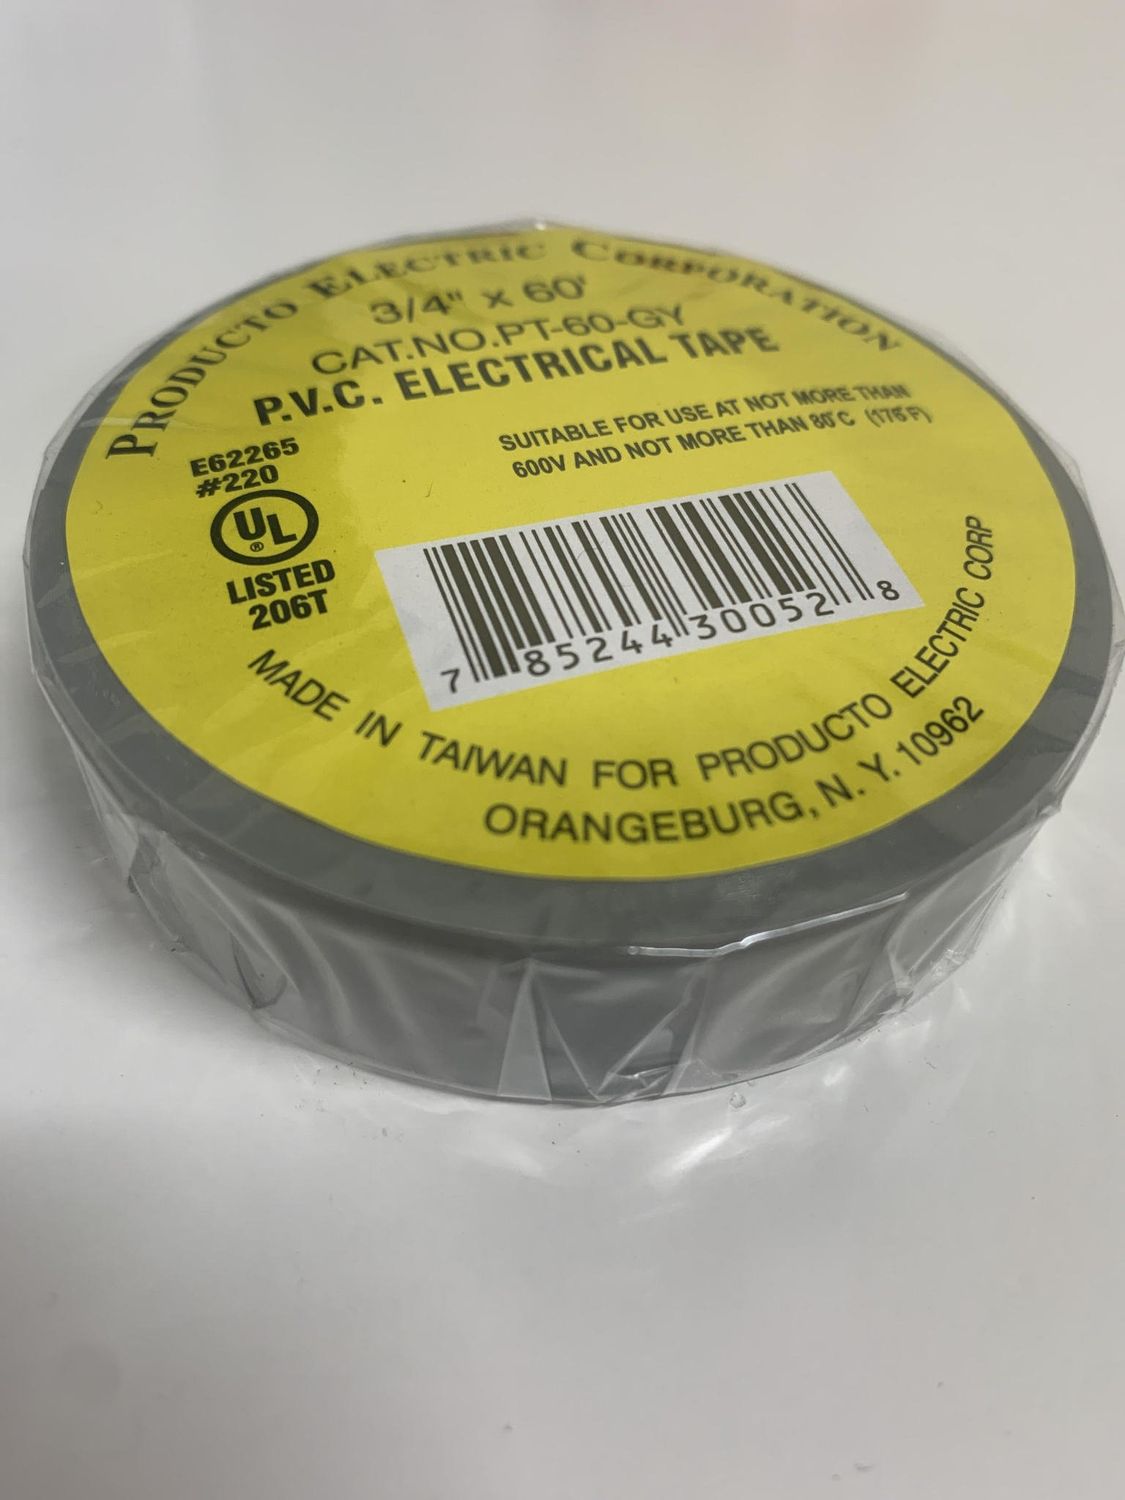 PRODUCTO ELECTRIC CORPORATION
3/4" x 60'
CAT.NO.PT-60-GY
P.V.C. ELECTRICAL TAPE
SUITABLE FOR USE AT NOT MORE THAN
600V AND NOT MORE THAN 80°C (176°F)
E62265
#220
UL
®
LISTED
206T
7 85244 30052 8
MADE IN TAIWAN FOR PRODUCTO ELECTRIC CORP
ORANGEBURG, N. Y. 10962